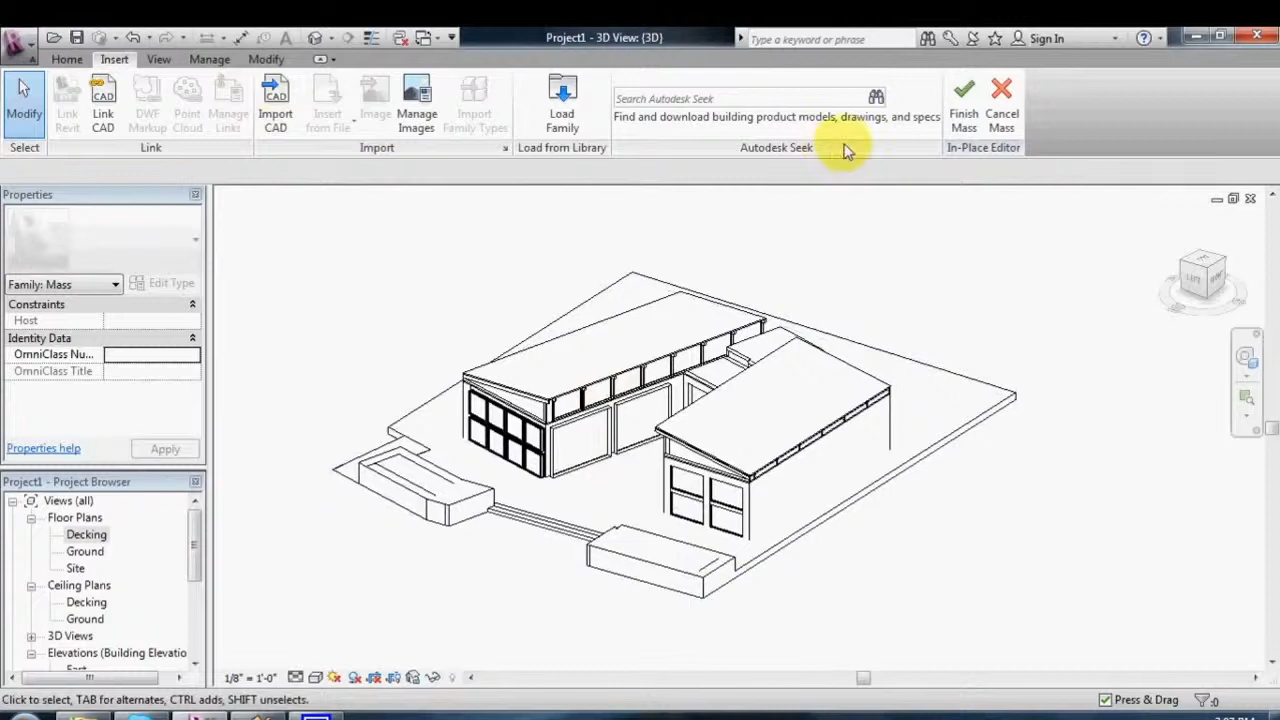 Project1 - 3D View: {3D}
Type a keyword or phrase
Sign In
Home
Insert
View
Manage
Modify
Modify
Link Revit
Link CAD
DWF Markup
Point Cloud
Manage Links
Import CAD
Insert from File
Image
Manage Images
Import Family Types
Load Family
Search Autodesk Seek
Find and download building product models, drawings, and specs
Finish Mass
Cancel Mass
Select
Link
Import
Load from Library
Autodesk Seek
In-Place Editor
Properties
Family: Mass
Edit Type
Constraints
Host
Identity Data
OmniClass Nu...
OmniClass Title
Properties help
Apply
Project1 - Project Browser
Views (all)
Floor Plans
Decking
Ground
Site
Ceiling Plans
Decking
Ground
3D Views
Elevations (Building Elevatio
East
1/8" = 1'-0"
Click to select, TAB for alternates, CTRL adds, SHIFT unselects.
Press & Drag
:0